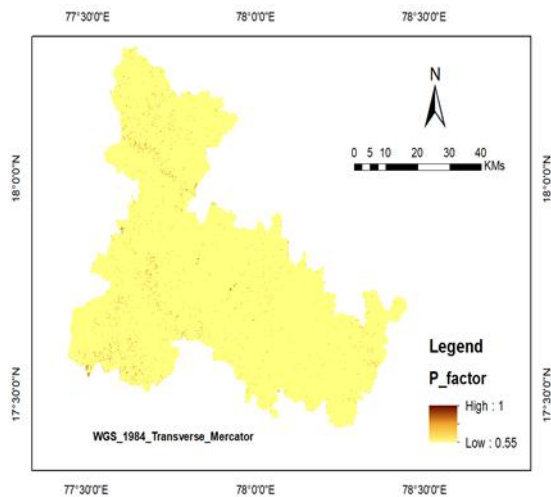 77°30'0"E 78°0'0"E 78°30'0"E
N
0 5 10 20 30 40
KMs
18°0'0"N 18°0'0"N
17°30'0"N 17°30'0"N
Legend
P_factor
High : 1
Low : 0.55
WGS_1984_Transverse_Mercator
77°30'0"E 78°0'0"E 78°30'0"E